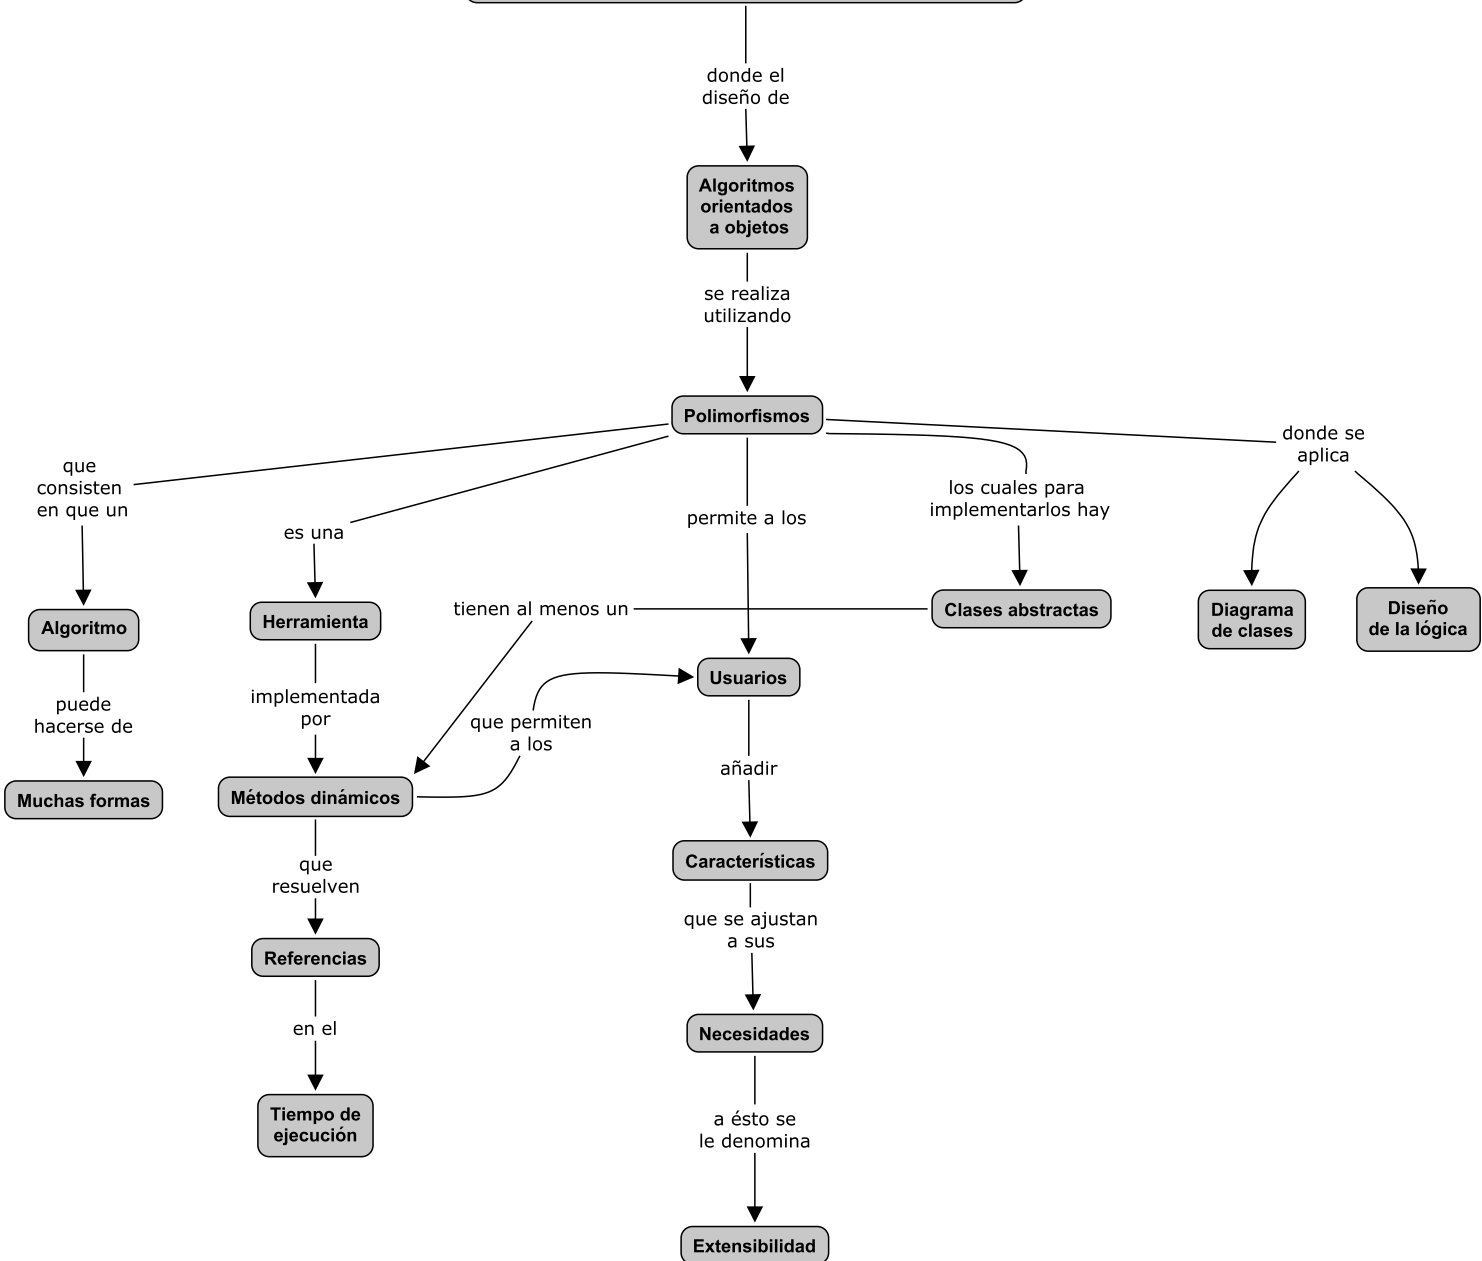 donde el
diseño de
Algoritmos
orientados
a objetos
se realiza
utilizando
Polimorfismos
que
consisten
en que un
es una
permite a los
los cuales para
implementarlos hay
donde se
aplica
Algoritmo
Herramienta
tienen al menos un
Clases abstractas
Diagrama
de clases
Diseño
de la lógica
Usuarios
puede
hacerse de
implementada
por
que permiten
a los
añadir
Muchas formas
Métodos dinámicos
Características
que
resuelven
que se ajustan
a sus
Referencias
Necesidades
en el
Tiempo de
ejecución
a ésto se
le denomina
Extensibilidad